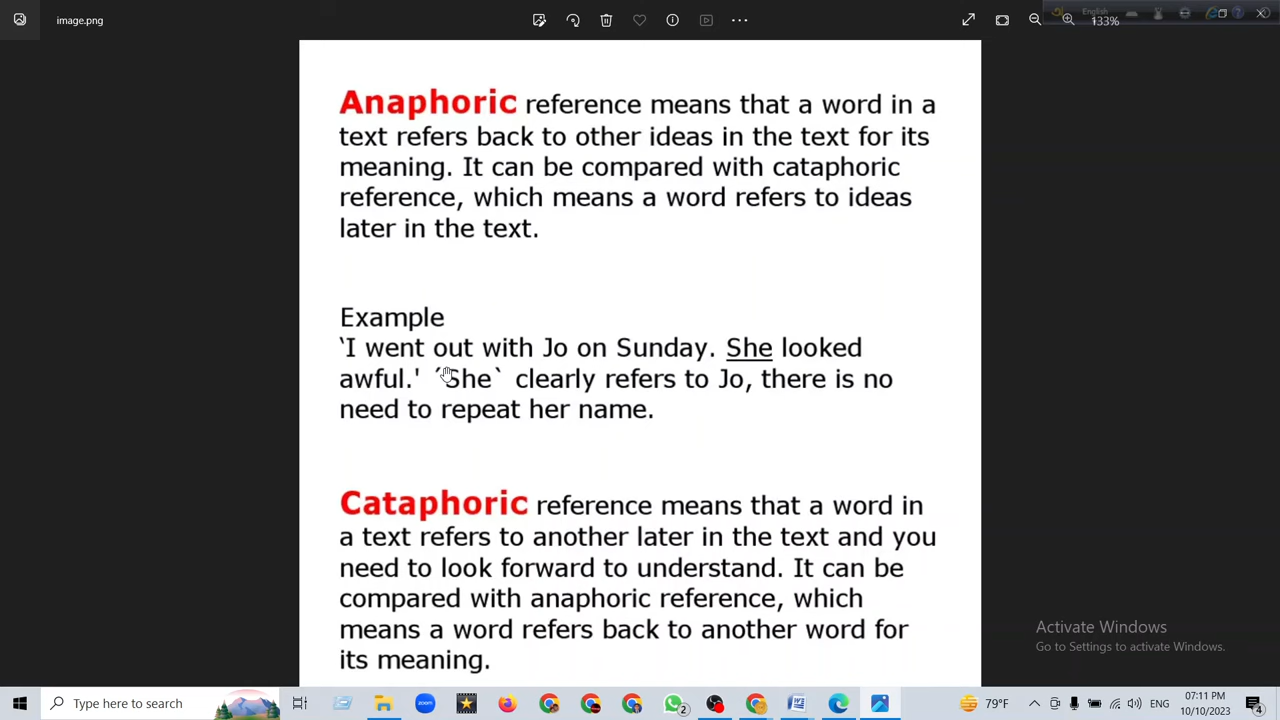 image.png
English
133%
Anaphoric reference means that a word in a
text refers back to other ideas in the text for its
meaning. It can be compared with cataphoric
reference, which means a word refers to ideas
later in the text.
Example
‘I went out with Jo on Sunday. She looked
awful.' ´She` clearly refers to Jo, there is no
need to repeat her name.
Cataphoric reference means that a word in
a text refers to another later in the text and you
need to look forward to understand. It can be
compared with anaphoric reference, which
means a word refers back to another word for
its meaning.
Activate Windows
Go to Settings to activate Windows.
Type here to search
zoom
2
79°F
ENG
07:11 PM
10/10/2023
4